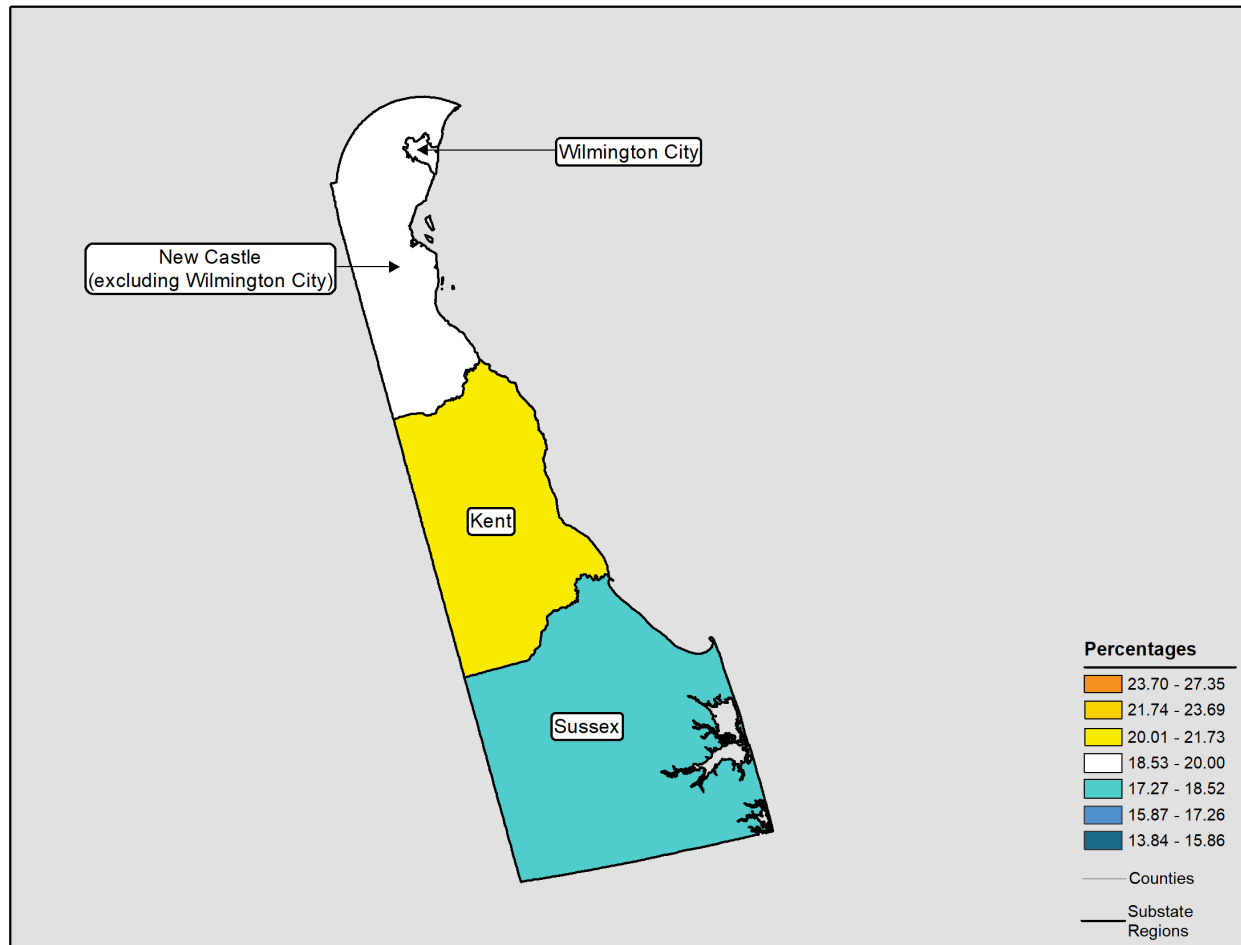 Wilmington City
New Castle
(excluding Wilmington City)
Kent
Sussex
Percentages
23.70 - 27.35
21.74 - 23.69
20.01 - 21.73
18.53 - 20.00
17.27 - 18.52
15.87 - 17.26
13.84 - 15.86
Counties
Substate
Regions